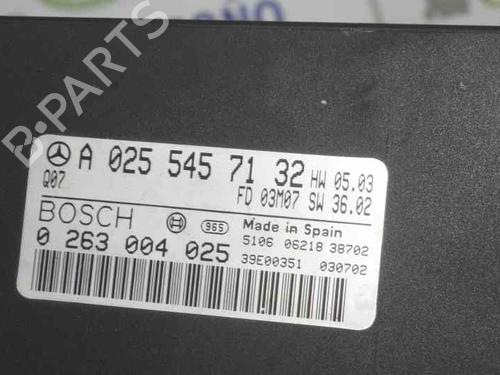 A 025 545 71 32 HW 05.03
Q07 FD 03M07 SW 36.02
BOSCH 965 Made in Spain
0 263 004 025 5106 06218 38702
39E00351 030702
B-PARTS